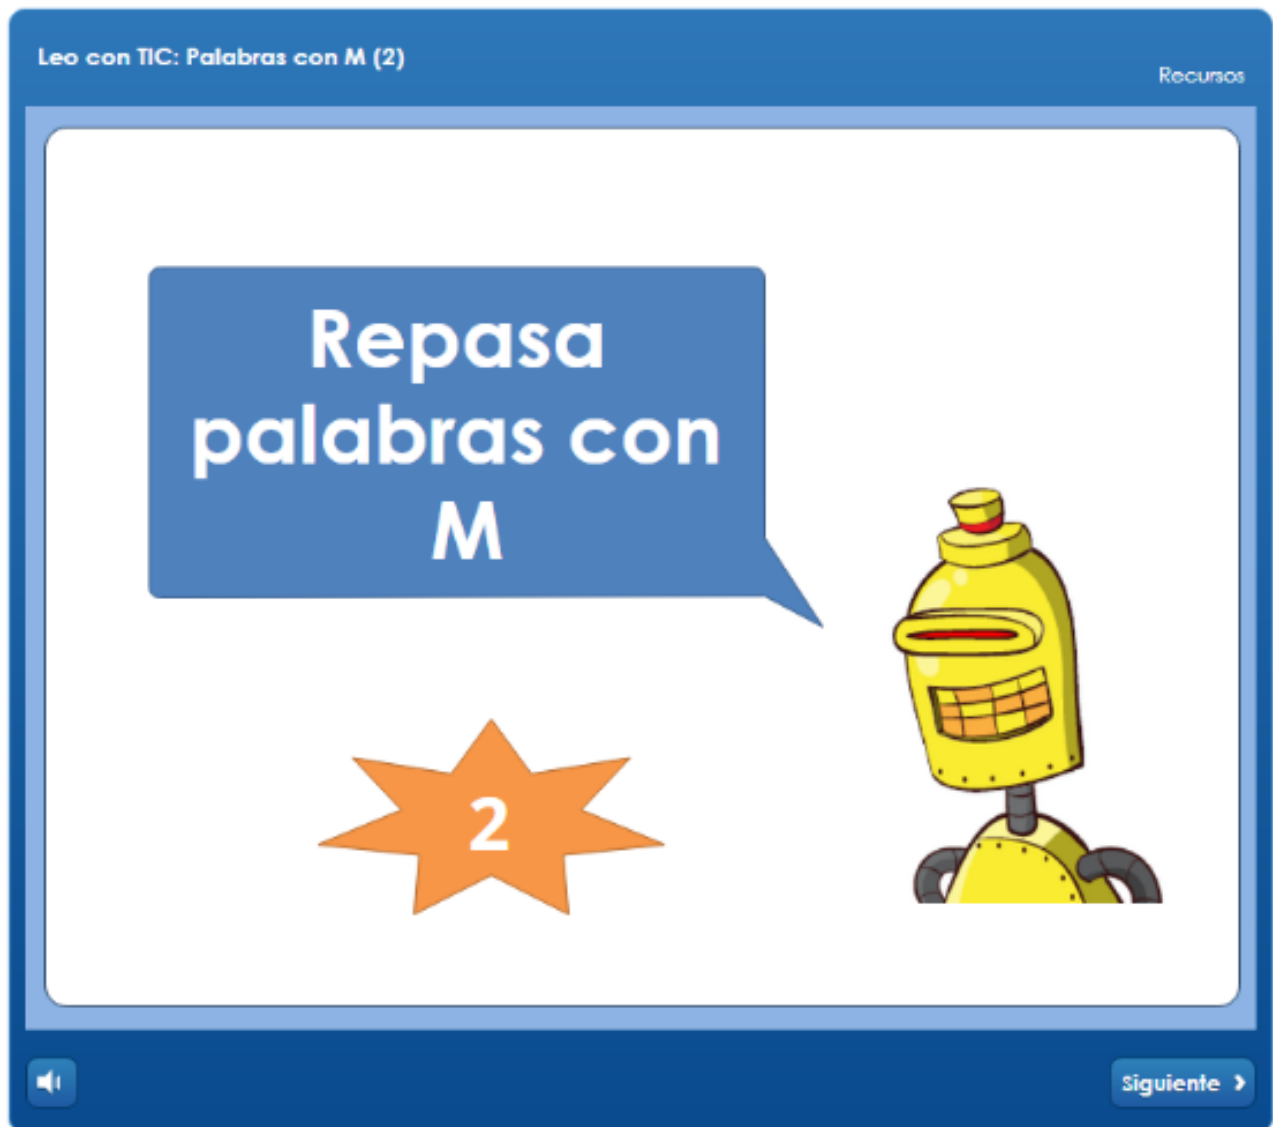 Leo con TIC: Palabras con M (2)
Recursos
Repasa
palabras con
M
2
Siguiente